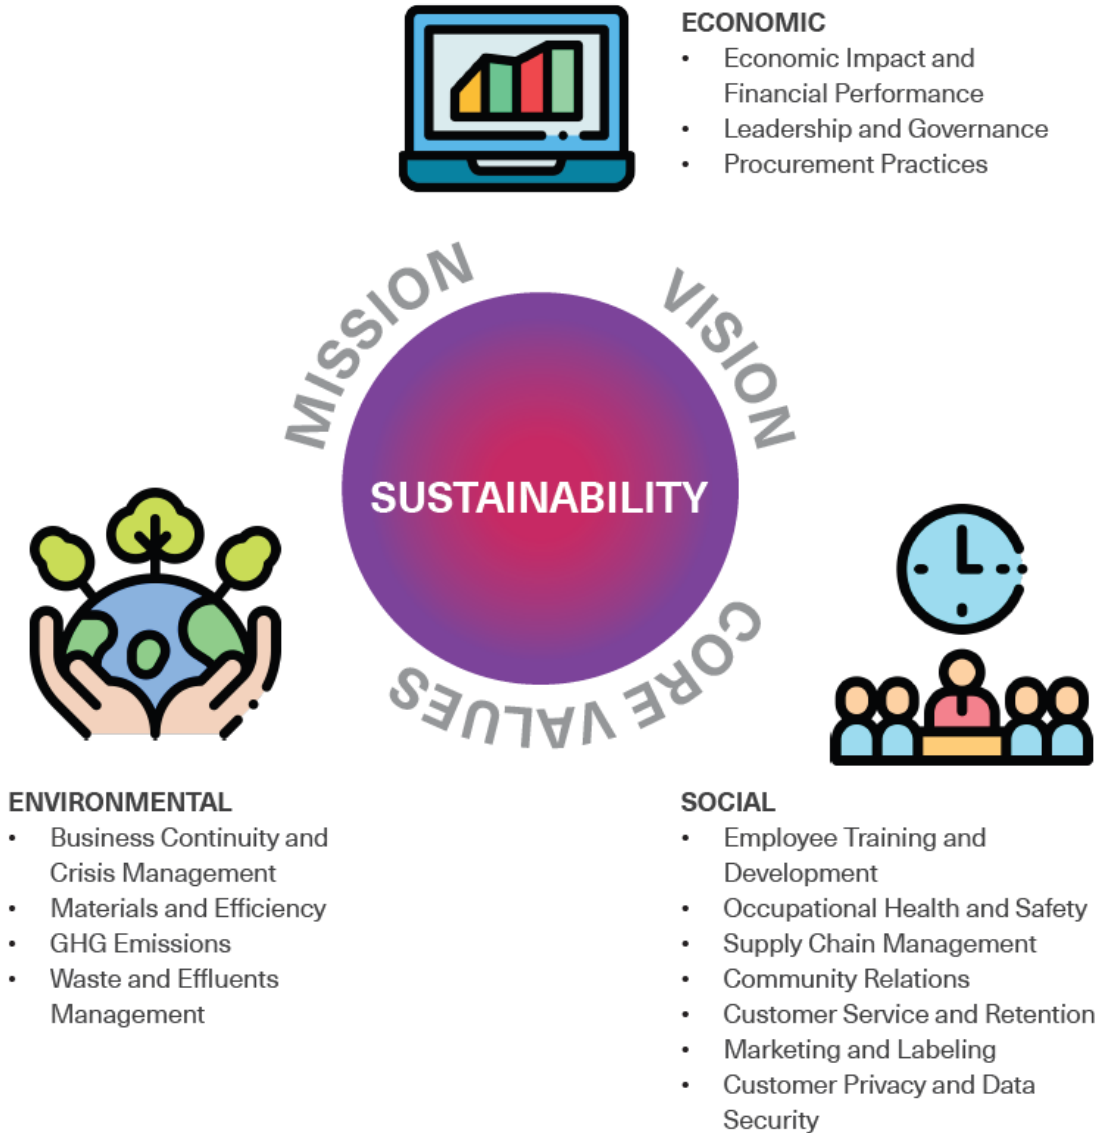 ECONOMIC
• Economic Impact and
Financial Performance
• Leadership and Governance
• Procurement Practices
MISSION
VISION
SUSTAINABILITY
CORE VALUES
ENVIRONMENTAL
• Business Continuity and
Crisis Management
• Materials and Efficiency
• GHG Emissions
• Waste and Effluents
Management
SOCIAL
• Employee Training and
Development
• Occupational Health and Safety
• Supply Chain Management
• Community Relations
• Customer Service and Retention
• Marketing and Labeling
• Customer Privacy and Data
Security